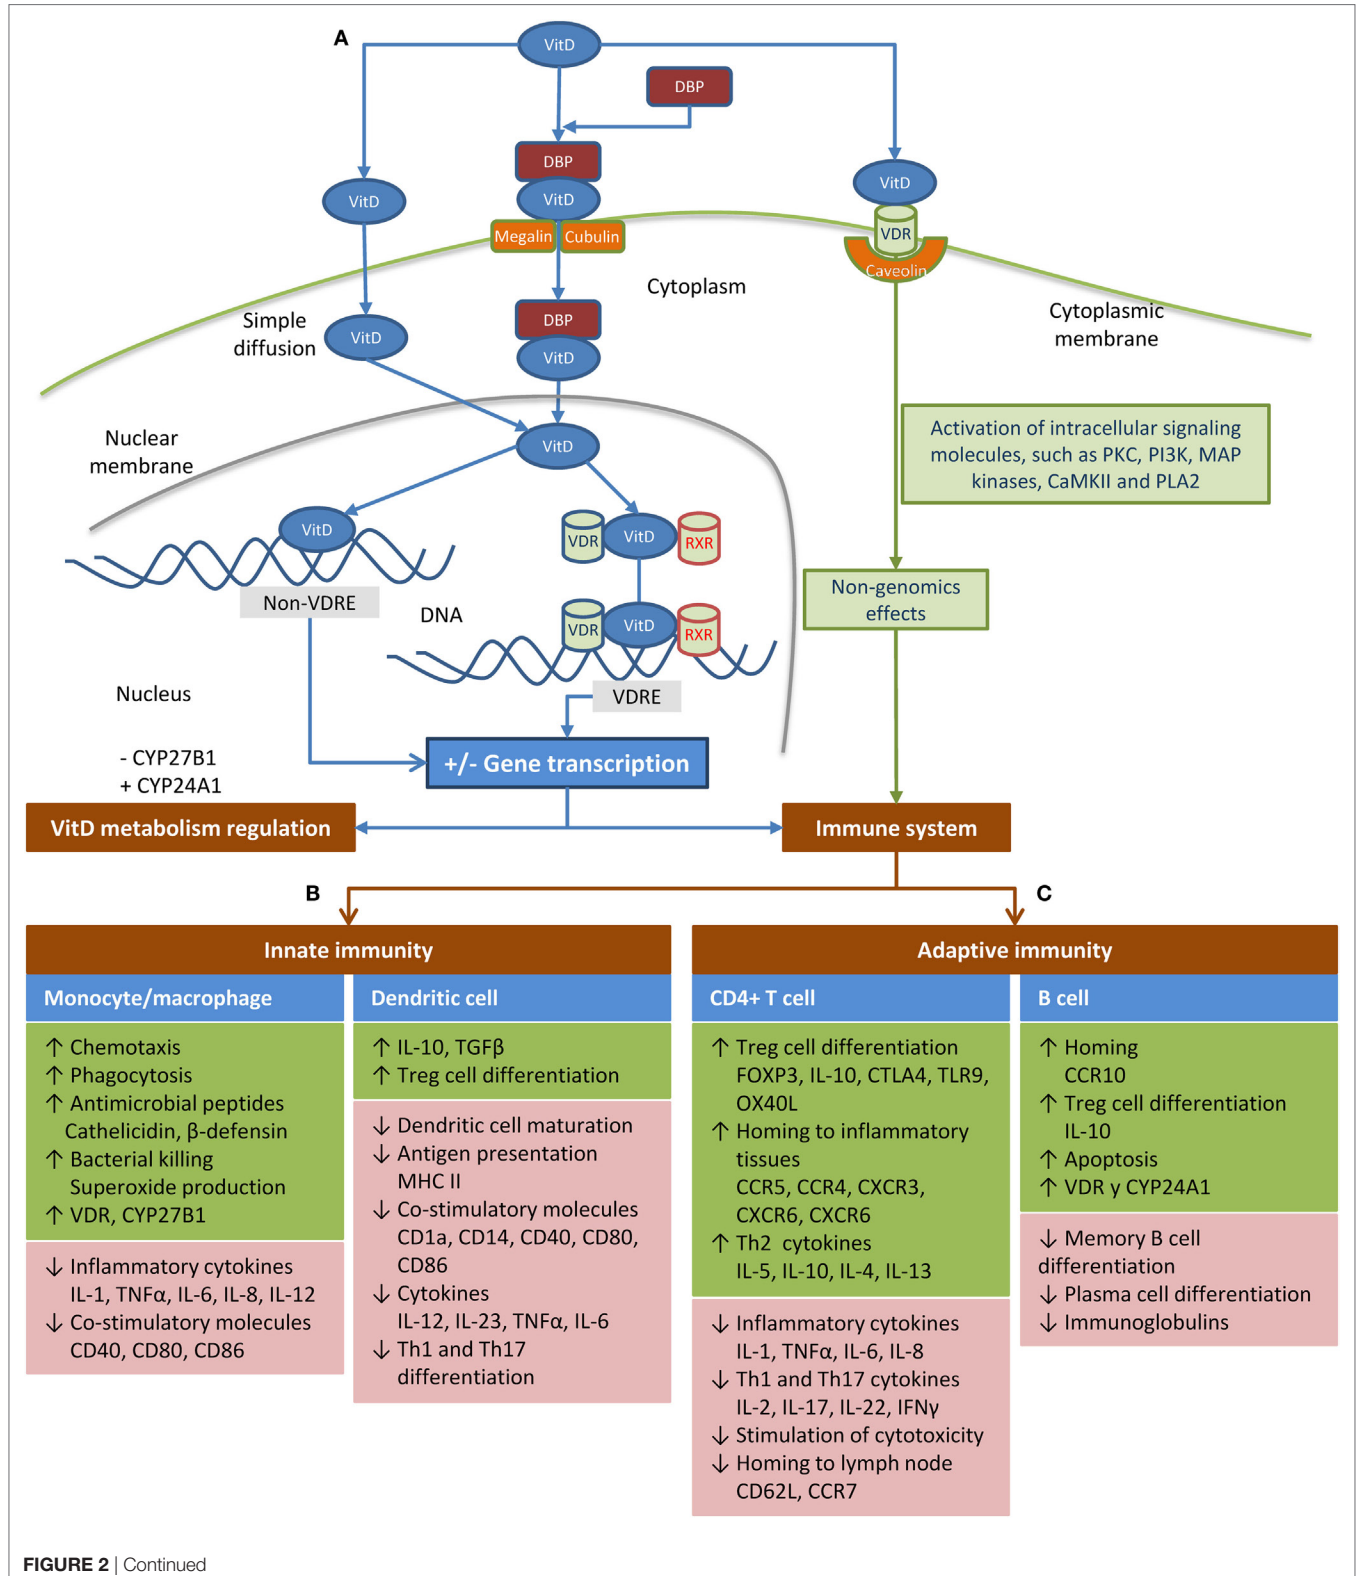 A
VitD
DBP
DBP
VitD
VitD
VitD
Megalin
Cubulin
VDR
Caveolin
Cytoplasm
Simple
diffusion
VitD
DBP
VitD
Cytoplasmic
membrane
Nuclear
membrane
VitD
Activation of intracellular signaling
molecules, such as PKC, PI3K, MAP
kinases, CaMKII and PLA2
VitD
VDR
VitD
RXR
Non-VDRE
DNA
VDR
VitD
RXR
Non-genomics
effects
Nucleus
VDRE
- CYP27B1
+ CYP24A1
+/- Gene transcription
VitD metabolism regulation
Immune system
B
C
Innate immunity
Monocyte/macrophage
↑ Chemotaxis
↑ Phagocytosis
↑ Antimicrobial peptides
Cathelicidin, β-defensin
↑ Bacterial killing
Superoxide production
↑ VDR, CYP27B1
↓ Inflammatory cytokines
IL-1, TNFα, IL-6, IL-8, IL-12
↓ Co-stimulatory molecules
CD40, CD80, CD86
Dendritic cell
↑ IL-10, TGFβ
↑ Treg cell differentiation
↓ Dendritic cell maturation
↓ Antigen presentation
MHC II
↓ Co-stimulatory molecules
CD1a, CD14, CD40, CD80,
CD86
↓ Cytokines
IL-12, IL-23, TNFα, IL-6
↓ Th1 and Th17
differentiation
Adaptive immunity
CD4+ T cell
↑ Treg cell differentiation
FOXP3, IL-10, CTLA4, TLR9,
OX40L
↑ Homing to inflammatory
tissues
CCR5, CCR4, CXCR3,
CXCR6, CXCR6
↑ Th2 cytokines
IL-5, IL-10, IL-4, IL-13
↓ Inflammatory cytokines
IL-1, TNFα, IL-6, IL-8
↓ Th1 and Th17 cytokines
IL-2, IL-17, IL-22, IFNγ
↓ Stimulation of cytotoxicity
↓ Homing to lymph node
CD62L, CCR7
B cell
↑ Homing
CCR10
↑ Treg cell differentiation
IL-10
↑ Apoptosis
↑ VDR y CYP24A1
↓ Memory B cell
differentiation
↓ Plasma cell differentiation
↓ Immunoglobulins
FIGURE 2 | Continued